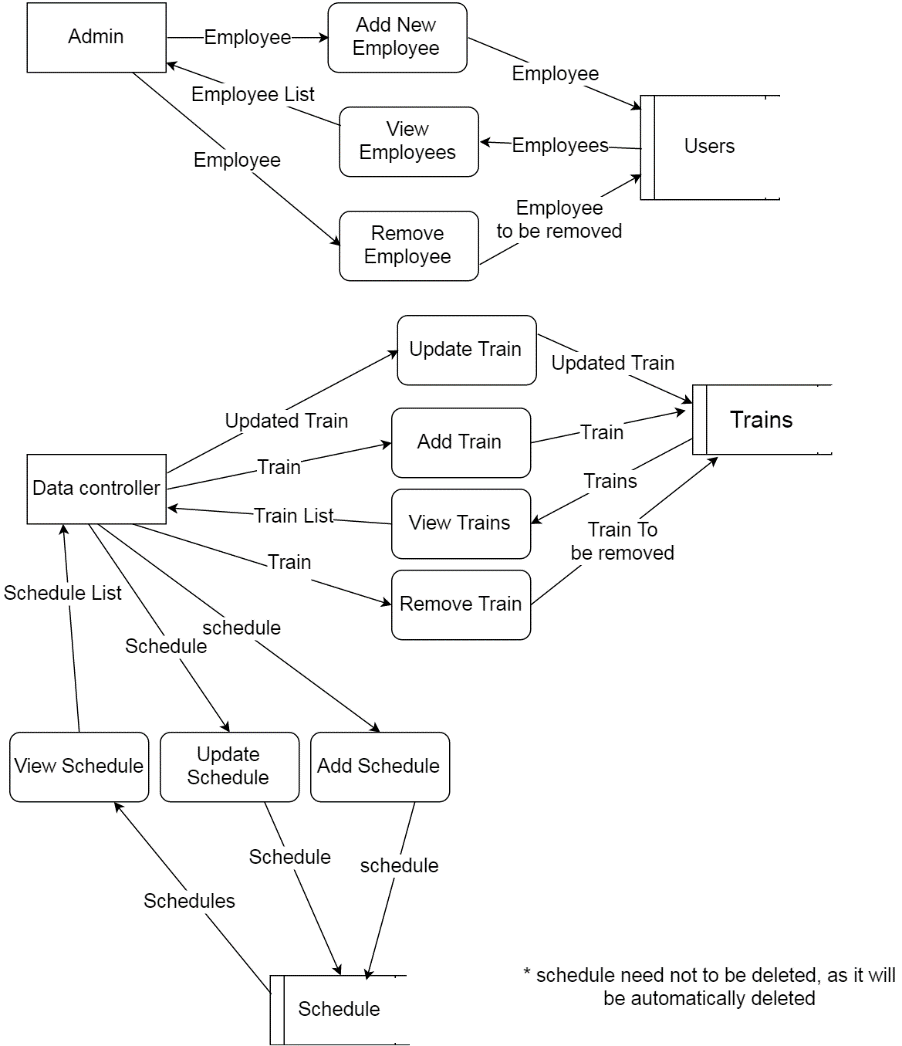 Admin
Employee
Add New
Employee
Employee
Employee List
View
Employees
Employees
Users
Employee
Remove
Employee
Employee
to be removed
Update Train
Updated Train
Updated Train
Trains
Add Train
Train
Train
Data controller
Trains
Train List
View Trains
Train To
be removed
Train
Remove Train
Schedule List
schedule
Schedule
View Schedule
Update
Schedule
Add Schedule
Schedule
schedule
Schedules
Schedule
* schedule need not to be deleted, as it will
be automatically deleted